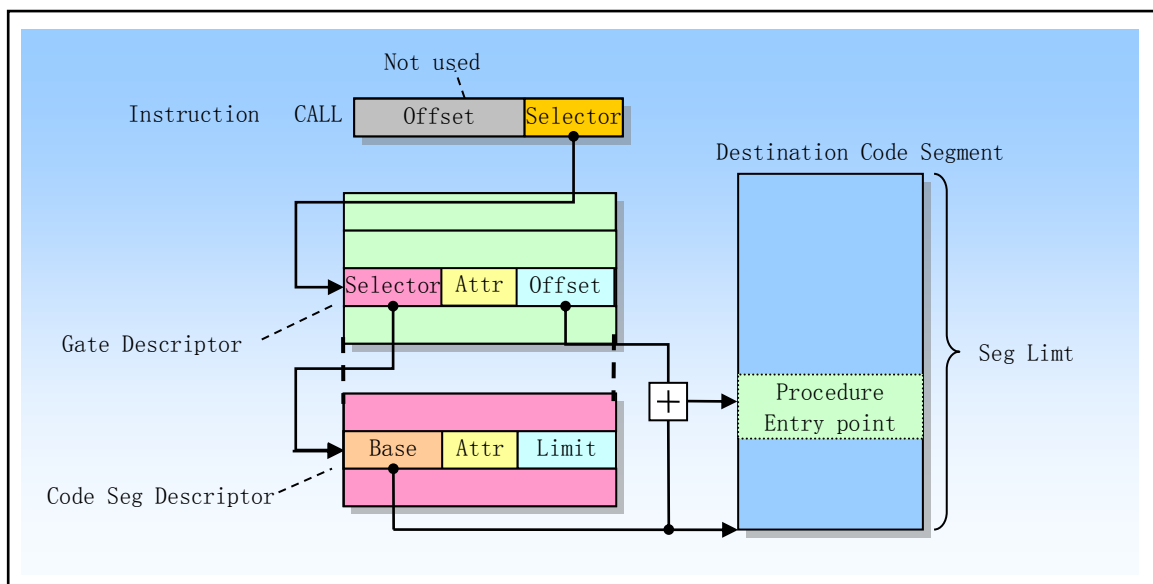 Not used
Instruction CALL Offset Selector
Destination Code Segment
Selector Attr Offset
Gate Descriptor
Seg Limt
Procedure
Entry point
Base Attr Limit
Code Seg Descriptor